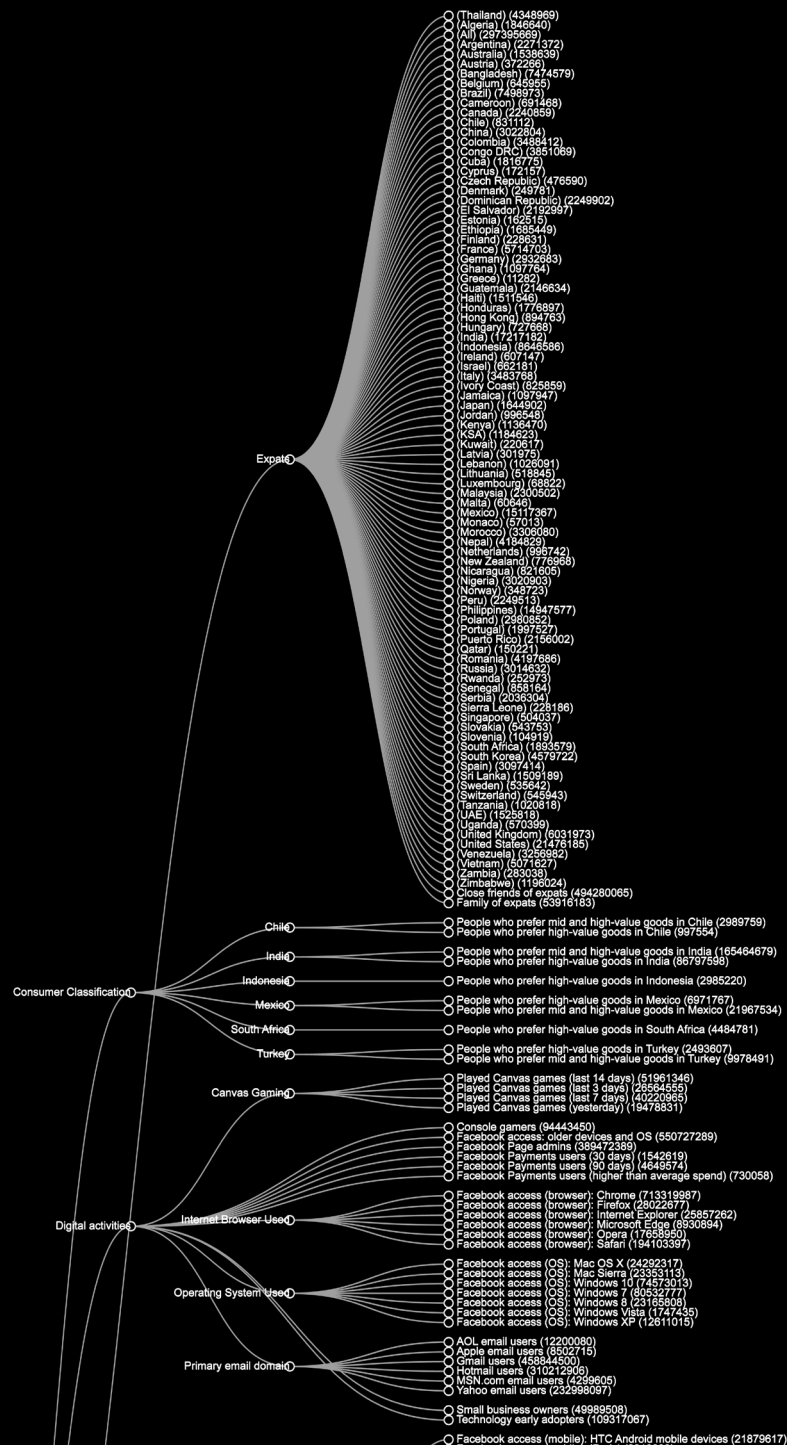 (Thailand) (4348969)
(Algeria) (1846640)
(All) (297395669)
(Argentina) (2271372)
(Australia) (1538639)
(Austria) (372266)
(Bangladesh) (7474579)
(Belgium) (645955)
(Brazil) (7498973)
(Cameroon) (691468)
(Canada) (2240859)
(Chile) (831112)
(China) (3022804)
(Colombia) (3488412)
(Congo DRC) (3851069)
(Cuba) (1816775)
(Cyprus) (172157)
(Czech Republic) (476590)
(Denmark) (249781)
(Dominican Republic) (2249902)
(El Salvador) (2192997)
(Estonia) (162515)
(Ethiopia) (1685449)
(Finland) (228631)
(France) (5714703)
(Germany) (2932683)
(Ghana) (1097764)
(Greece) (11282)
(Guatemala) (2146634)
(Haiti) (1511546)
(Honduras) (1776897)
(Hong Kong) (894763)
(Hungary) (727668)
(India) (17217182)
(Indonesia) (8646586)
(Ireland) (607147)
(Israel) (662181)
(Italy) (3483768)
(Ivory Coast) (825859)
(Jamaica) (1097947)
(Japan) (1644902)
(Jordan) (996548)
(Kenya) (1136470)
(KSA) (1184623)
(Kuwait) (220617)
Expats
(Latvia) (301975)
(Lebanon) (1026091)
(Lithuania) (518845)
(Luxembourg) (68822)
(Malaysia) (2300502)
(Malta) (60646)
(Mexico) (15117367)
(Monaco) (57013)
(Morocco) (3306080)
(Nepal) (4184829)
(Netherlands) (996742)
(New Zealand) (776968)
(Nicaragua) (821605)
(Nigeria) (3020903)
(Norway) (348723)
(Peru) (2249513)
(Philippines) (14947577)
(Poland) (2980852)
(Portugal) (1997527)
(Puerto Rico) (2156002)
(Qatar) (150221)
(Romania) (4197686)
(Russia) (3014632)
(Rwanda) (252973)
(Senegal) (858164)
(Serbia) (2036304)
(Sierra Leone) (228186)
(Singapore) (504037)
(Slovakia) (543753)
(Slovenia) (104919)
(South Africa) (1893579)
(South Korea) (4579722)
(Spain) (3097414)
(Sri Lanka) (1509189)
(Sweden) (535642)
(Switzerland) (545943)
(Tanzania) (1020818)
(UAE) (1525818)
(Uganda) (570399)
(United Kingdom) (6031973)
(United States) (21476185)
(Venezuela) (3256982)
(Vietnam) (5071627)
(Zambia) (283038)
(Zimbabwe) (1196024)
Close friends of expats (494280065)
Family of expats (53916183)
Consumer Classification
Chile
People who prefer mid and high-value goods in Chile (2989759)
People who prefer high-value goods in Chile (997554)
India
People who prefer mid and high-value goods in India (165464679)
People who prefer high-value goods in India (86797598)
Indonesia
People who prefer high-value goods in Indonesia (2985220)
Mexico
People who prefer high-value goods in Mexico (6971767)
People who prefer mid and high-value goods in Mexico (21967534)
South Africa
People who prefer high-value goods in South Africa (4484781)
Turkey
People who prefer high-value goods in Turkey (2493607)
People who prefer mid and high-value goods in Turkey (9978491)
Digital activities
Canvas Gaming
Played Canvas games (last 14 days) (51961346)
Played Canvas games (last 3 days) (26564555)
Played Canvas games (last 7 days) (40220965)
Played Canvas games (yesterday) (19478831)
Console gamers (94443450)
Facebook access: older devices and OS (550727289)
Facebook Page admins (389472389)
Facebook Payments users (30 days) (1542619)
Facebook Payments users (90 days) (4649574)
Facebook Payments users (higher than average spend) (730058)
Internet Browser Used
Facebook access (browser): Chrome (713319987)
Facebook access (browser): Firefox (28022677)
Facebook access (browser): Internet Explorer (25857262)
Facebook access (browser): Microsoft Edge (8930894)
Facebook access (browser): Opera (17658950)
Facebook access (browser): Safari (194103397)
Operating System Used
Facebook access (OS): Mac OS X (24292317)
Facebook access (OS): Mac Sierra (23353113)
Facebook access (OS): Windows 10 (74573013)
Facebook access (OS): Windows 7 (80532777)
Facebook access (OS): Windows 8 (23165808)
Facebook access (OS): Windows Vista (1747435)
Facebook access (OS): Windows XP (12611015)
Primary email domain
AOL email users (12200080)
Apple email users (8502715)
Gmail users (458844500)
Hotmail users (310212906)
MSN.com email users (4299605)
Yahoo email users (232998097)
Small business owners (49989508)
Technology early adopters (109317067)
Facebook access (mobile): HTC Android mobile devices (21879617)